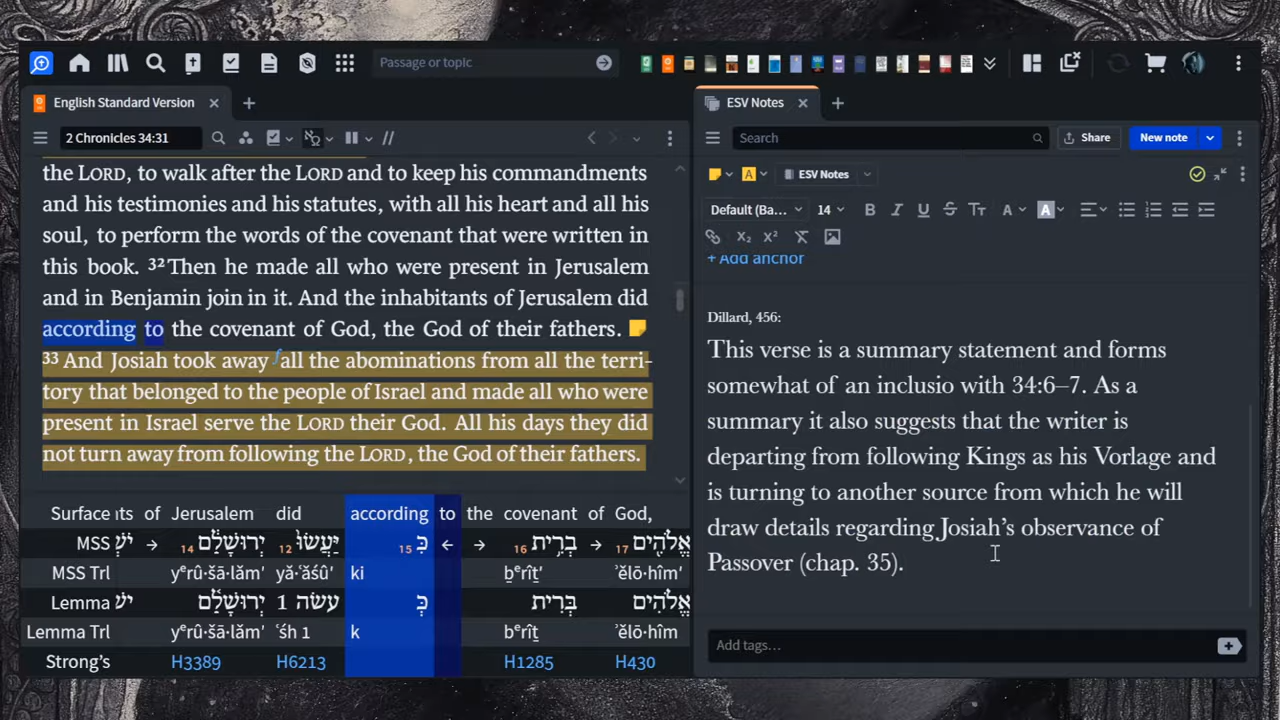 Passage or topic
English Standard Version
2 Chronicles 34:31
the LORD, to walk after the LORD and to keep his commandments
and his testimonies and his statutes, with all his heart and all his
soul, to perform the words of the covenant that were written in
this book. 32 Then he made all who were present in Jerusalem
and in Benjamin join in it. And the inhabitants of Jerusalem did
according to the covenant of God, the God of their fathers.
33 And Josiah took away f all the abominations from all the terri-
tory that belonged to the people of Israel and made all who were
present in Israel serve the LORD their God. All his days they did
not turn away from following the LORD, the God of their fathers.
Surface ts of Jerusalem did according to the covenant of God,
MSS → 14 יְרוּשָׁלִַ֔ם 12 יַּֽעֲשׂוּ֙ 15 כִּ ← → 16 בְּרִ֥ית → 17 אֱלֹהִ֖ים
MSS Trl yᵉrû·šā·lăm′ yă·ʿăśû′ ki bᵉrîṯ′ ʾĕlō·hîm′
Lemma → יְרוּשָׁלַםִ עשׂה 1 כְּ בְּרִית אֱלֹהִים
Lemma Trl yᵉrû·šā·lăm′ ʿśh 1 k bᵉrîṯ ʾĕlō·hîm
Strong's H3389 H6213 H1285 H430
ESV Notes
Search
Share
New note
ESV Notes
Default (Ba... 14
+ Add anchor
Dillard, 456:
This verse is a summary statement and forms
somewhat of an inclusio with 34:6–7. As a
summary it also suggests that the writer is
departing from following Kings as his Vorlage and
is turning to another source from which he will
draw details regarding Josiah's observance of
Passover (chap. 35).
Add tags...